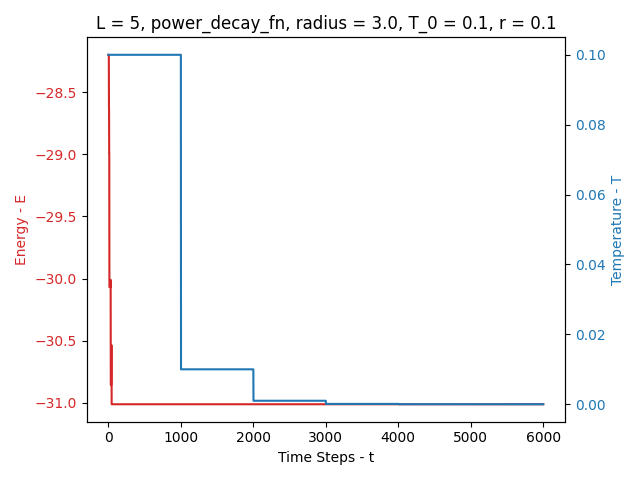 L = 5, power_decay_fn, radius = 3.0, T_0 = 0.1, r = 0.1
Energy - E
−28.5
−29.0
−29.5
−30.0
−30.5
−31.0
0.10
0.08
0.06
0.04
0.02
0.00
Temperature - T
0 1000 2000 3000 4000 5000 6000
Time Steps - t